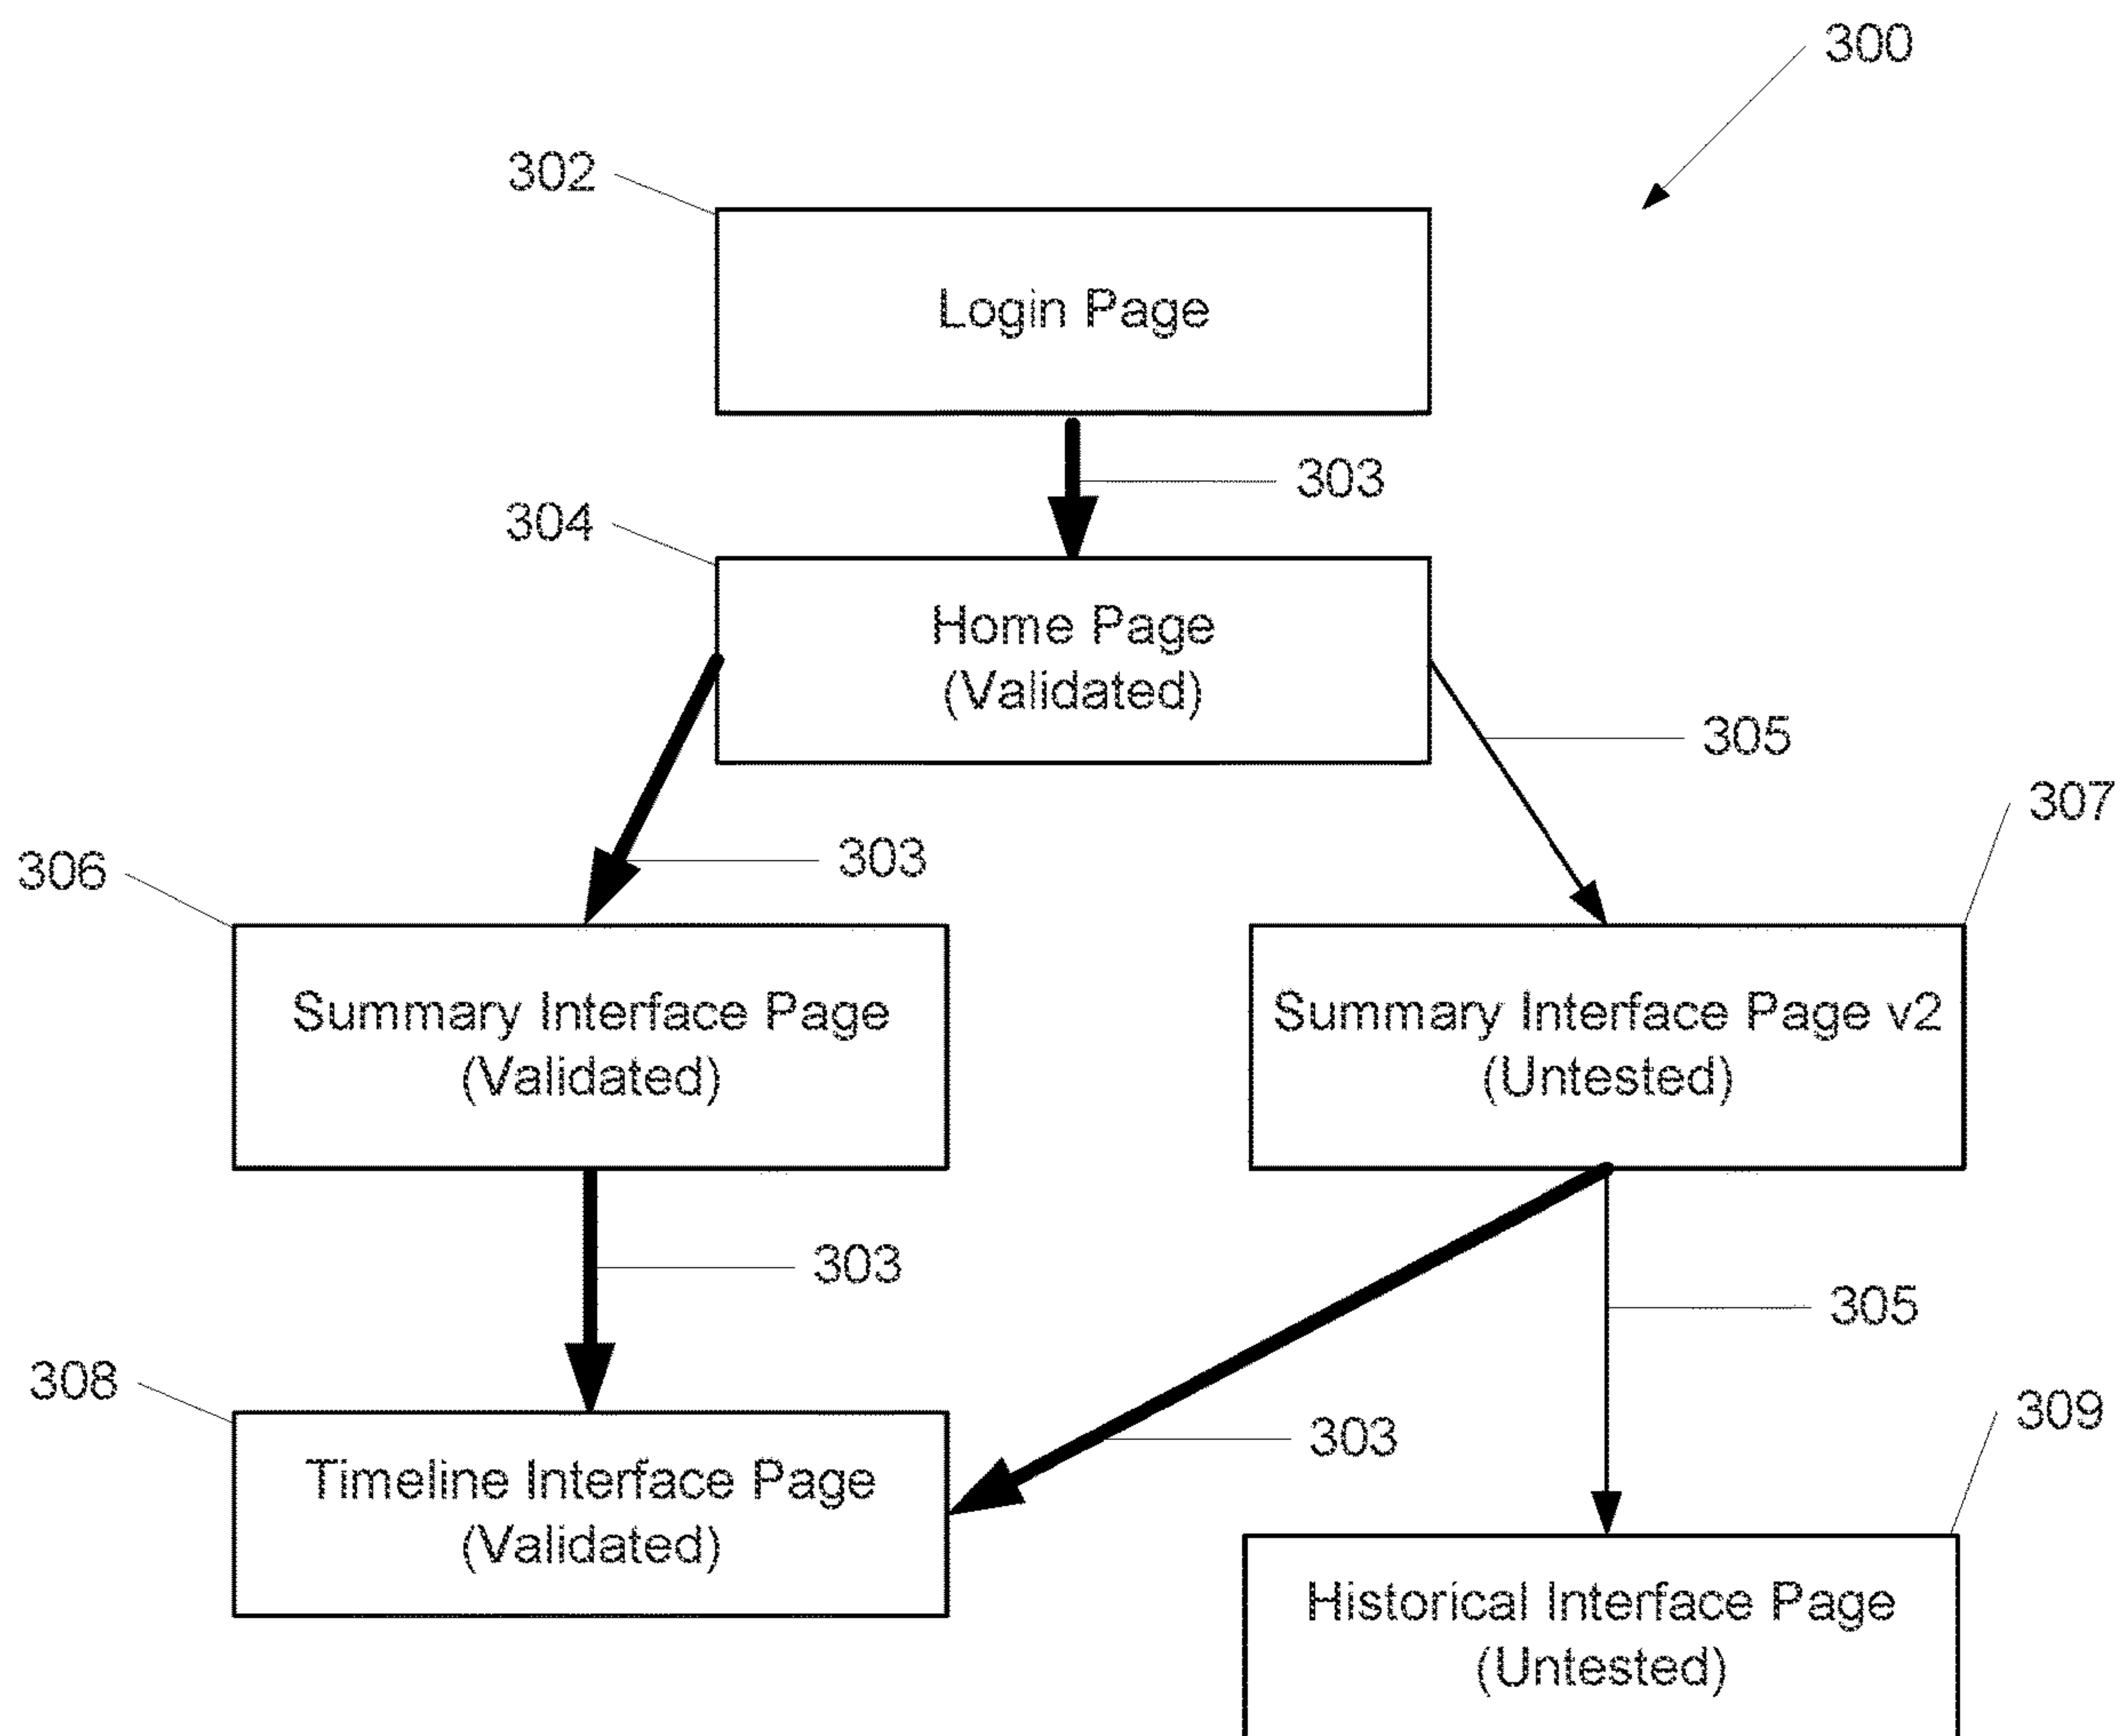 300
302
Login Page
303
304
Home Page
(Validated)
305
307
303
306
Summary Interface Page
(Validated)
Summary Interface Page v2
(Untested)
303
305
308
309
303
Timeline Interface Page
(Validated)
Historical Interface Page
(Untested)